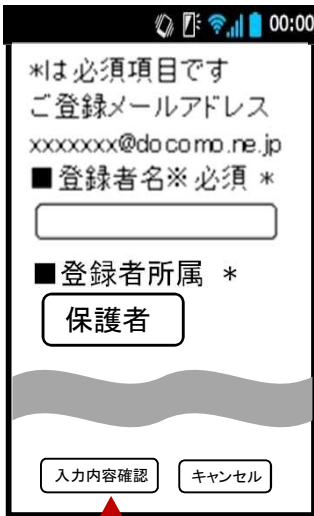 00:00
*は必須項目です
ご登録メールアドレス
xxxxxxx@docomo.ne.jp
■登録者名※必須 *
■登録者所属 *
保護者
入力内容確認 キャンセル